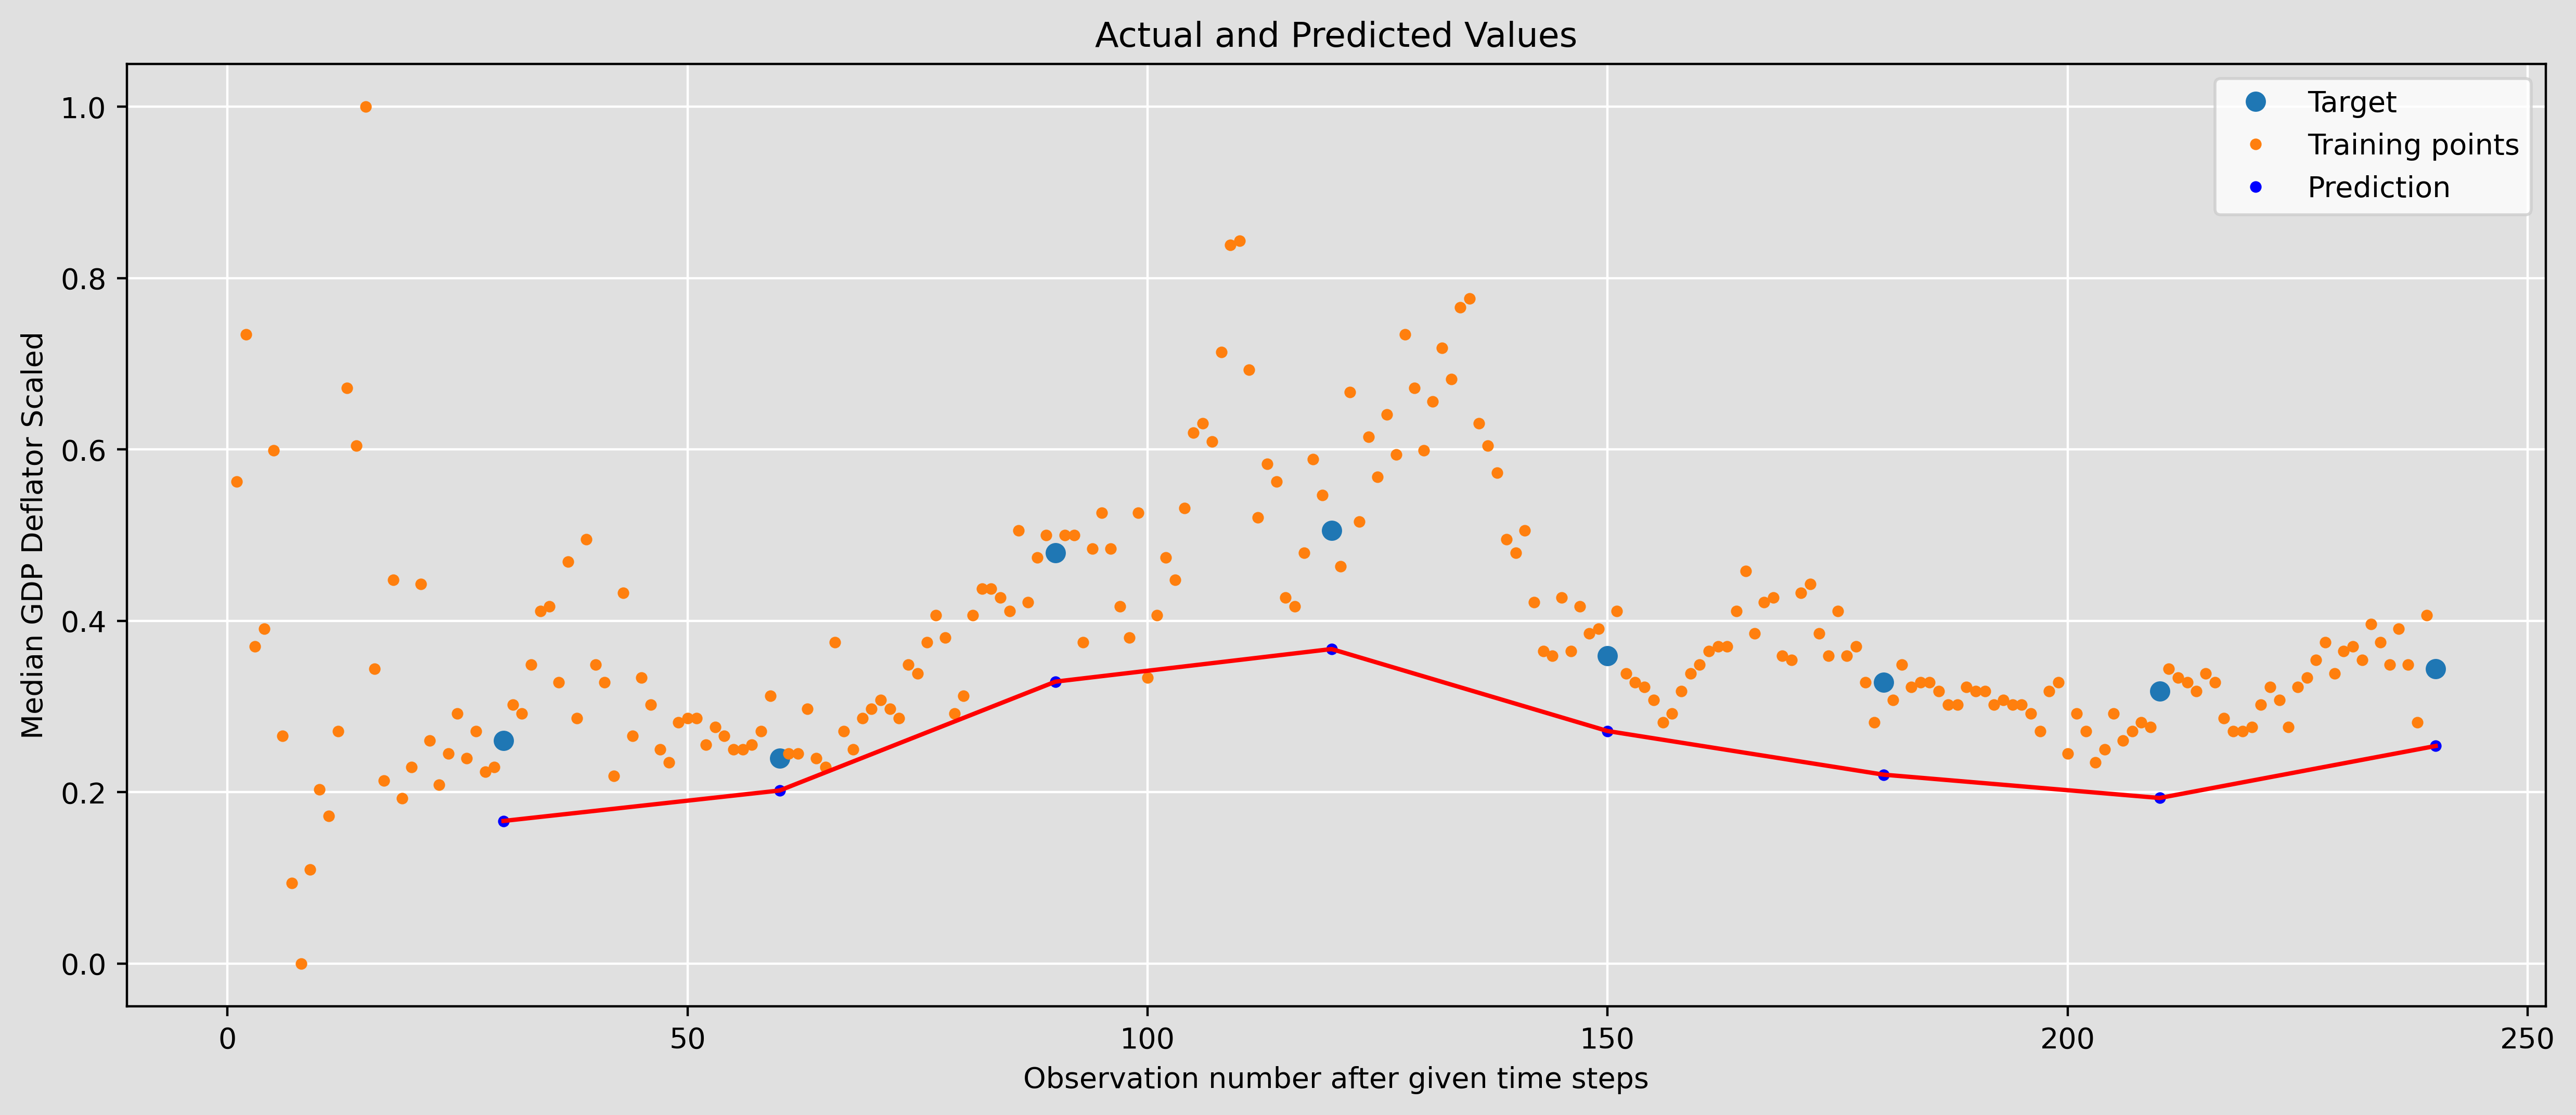 Actual and Predicted Values
Target
Training points
Prediction
Median GDP Deflator Scaled
1.0
0.8
0.6
0.4
0.2
0.0
0 50 100 150 200 250
Observation number after given time steps